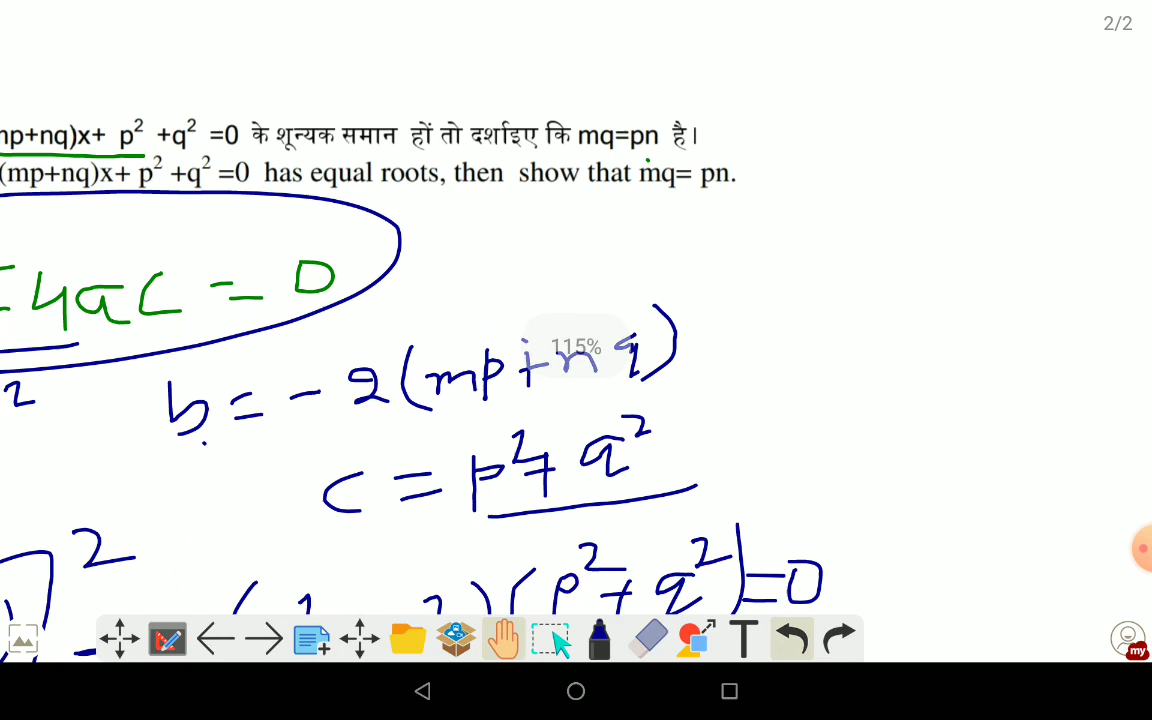 2/2
np+nq)x+ p² +q² =0 के शून्यक समान हों तो दर्शाइए कि mq=pn है।
(mp+nq)x+ p² +q² =0 has equal roots, then show that mq= pn.
4ac = 0
115%
2 b = - 2 (mp + nq)
c = p² + q²
2
(p² + q²) = 0
T
my